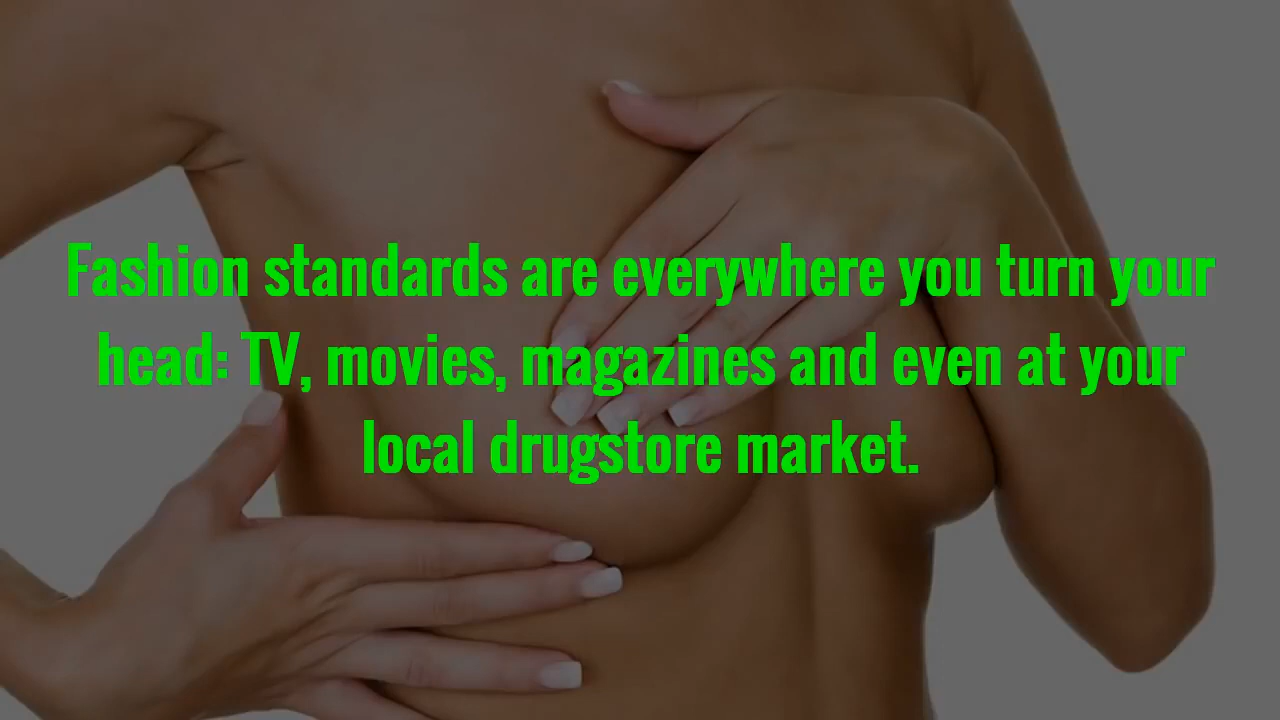 Fashion standards are everywhere you turn your
head: TV, movies, magazines and even at your
local drugstore market.